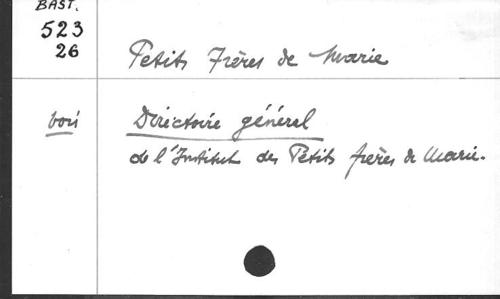 BAST.
523
26
Petits Frères de Marie
voir
Directoire général
de l'Institut des Petits frères de Marie.